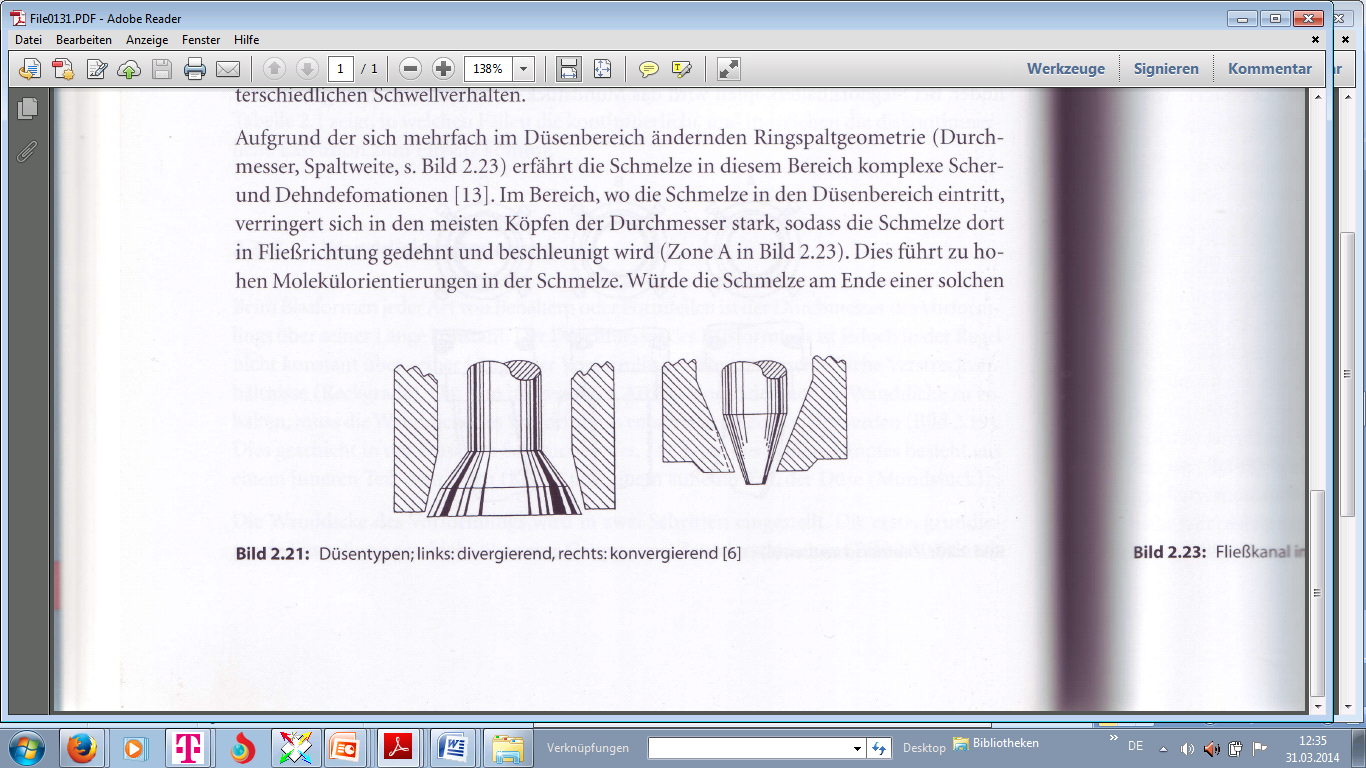 File0131.PDF - Adobe Reader
Datei Bearbeiten Anzeige Fenster Hilfe
1 / 1 138% Werkzeuge Signieren Kommentar
terschiedlichen Schwellverhalten.
Aufgrund der sich mehrfach im Düsenbereich ändernden Ringspaltgeometrie (Durch-
messer, Spaltweite, s. Bild 2.23) erfährt die Schmelze in diesem Bereich komplexe Scher-
und Dehndefomationen [13]. Im Bereich, wo die Schmelze in den Düsenbereich eintritt,
verringert sich in den meisten Köpfen der Durchmesser stark, sodass die Schmelze dort
in Fließrichtung gedehnt und beschleunigt wird (Zone A in Bild 2.23). Dies führt zu ho-
hen Molekülorientierungen in der Schmelze. Würde die Schmelze am Ende einer solchen
Bild 2.21: Düsentypen; links: divergierend, rechts: konvergierend [6]
Bild 2.23: Fließkanal in
Verknüpfungen Desktop Bibliotheken » DE 12:35
31.03.2014